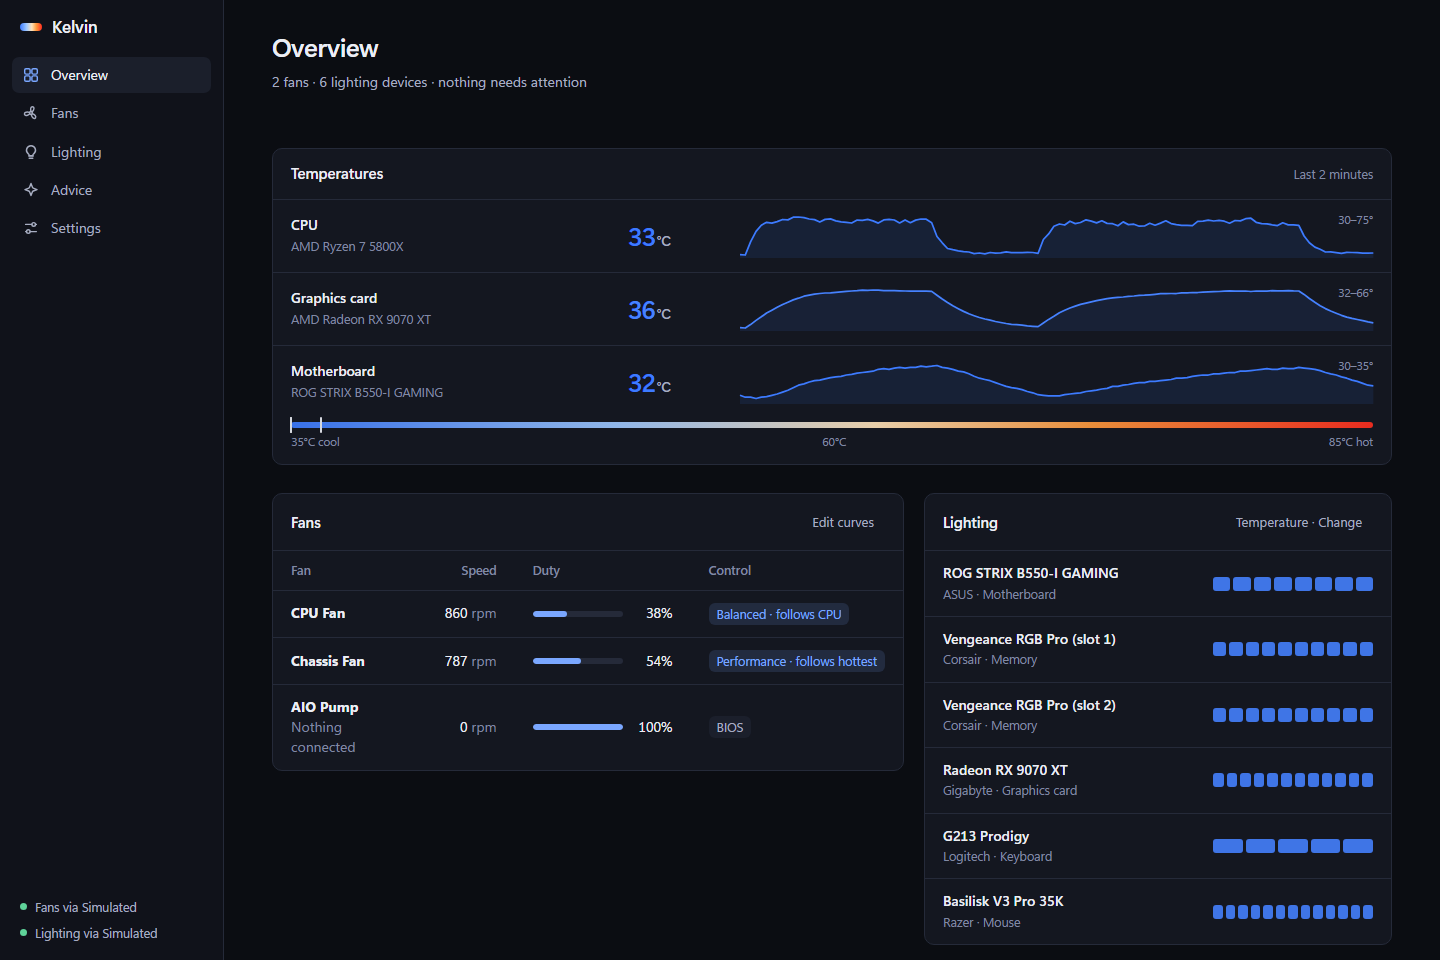 Kelvin
Overview
Fans
Lighting
Advice
Settings
Fans via Simulated
Lighting via Simulated
Overview
2 fans · 6 lighting devices · nothing needs attention
Temperatures
Last 2 minutes
CPU
AMD Ryzen 7 5800X
33°C
30–75°
Graphics card
AMD Radeon RX 9070 XT
36°C
32–66°
Motherboard
ROG STRIX B550-I GAMING
32°C
30–35°
35°C cool 60°C 85°C hot
Fans
Edit curves
Fan Speed Duty Control
CPU Fan 860 rpm 38% Balanced · follows CPU
Chassis Fan 787 rpm 54% Performance · follows hottest
AIO Pump
Nothing
connected
0 rpm 100% BIOS
Lighting
Temperature · Change
ROG STRIX B550-I GAMING
ASUS · Motherboard
Vengeance RGB Pro (slot 1)
Corsair · Memory
Vengeance RGB Pro (slot 2)
Corsair · Memory
Radeon RX 9070 XT
Gigabyte · Graphics card
G213 Prodigy
Logitech · Keyboard
Basilisk V3 Pro 35K
Razer · Mouse